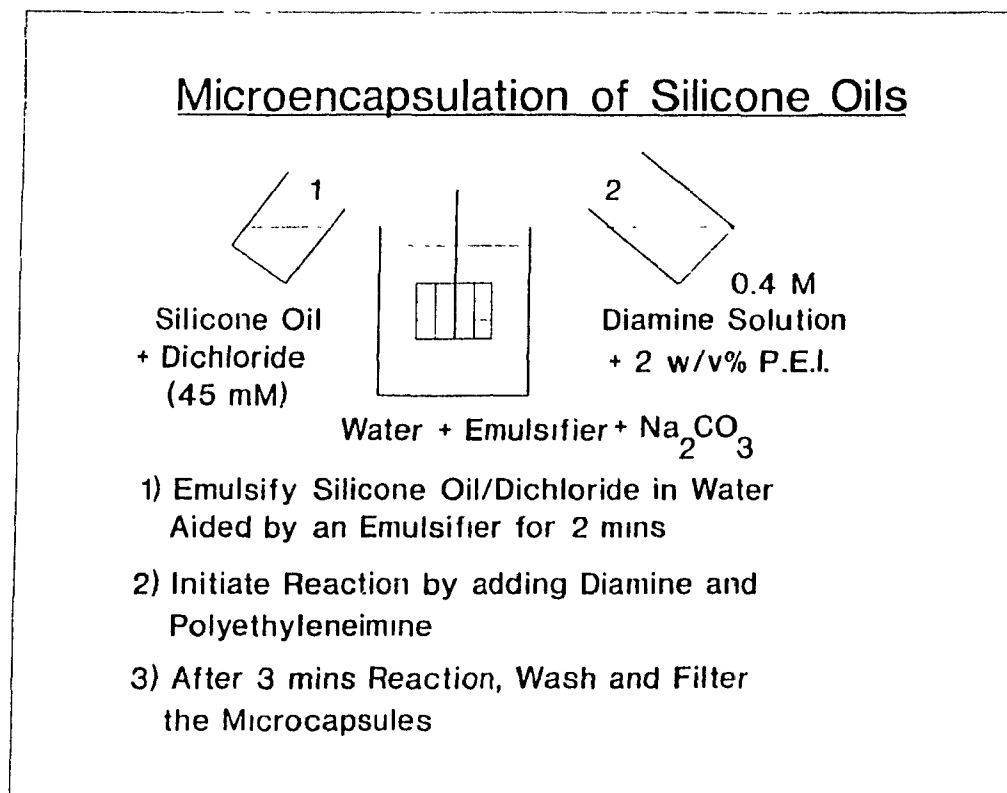 Microencapsulation of Silicone Oils
1
2
Silicone Oil
+ Dichloride
(45 mM)
0.4 M
Diamine Solution
+ 2 w/v% P.E.I.
Water + Emulsifier + Na2CO3
1) Emulsify Silicone Oil/Dichloride in Water
Aided by an Emulsifier for 2 mins
2) Initiate Reaction by adding Diamine and
Polyethyleneimine
3) After 3 mins Reaction, Wash and Filter
the Microcapsules